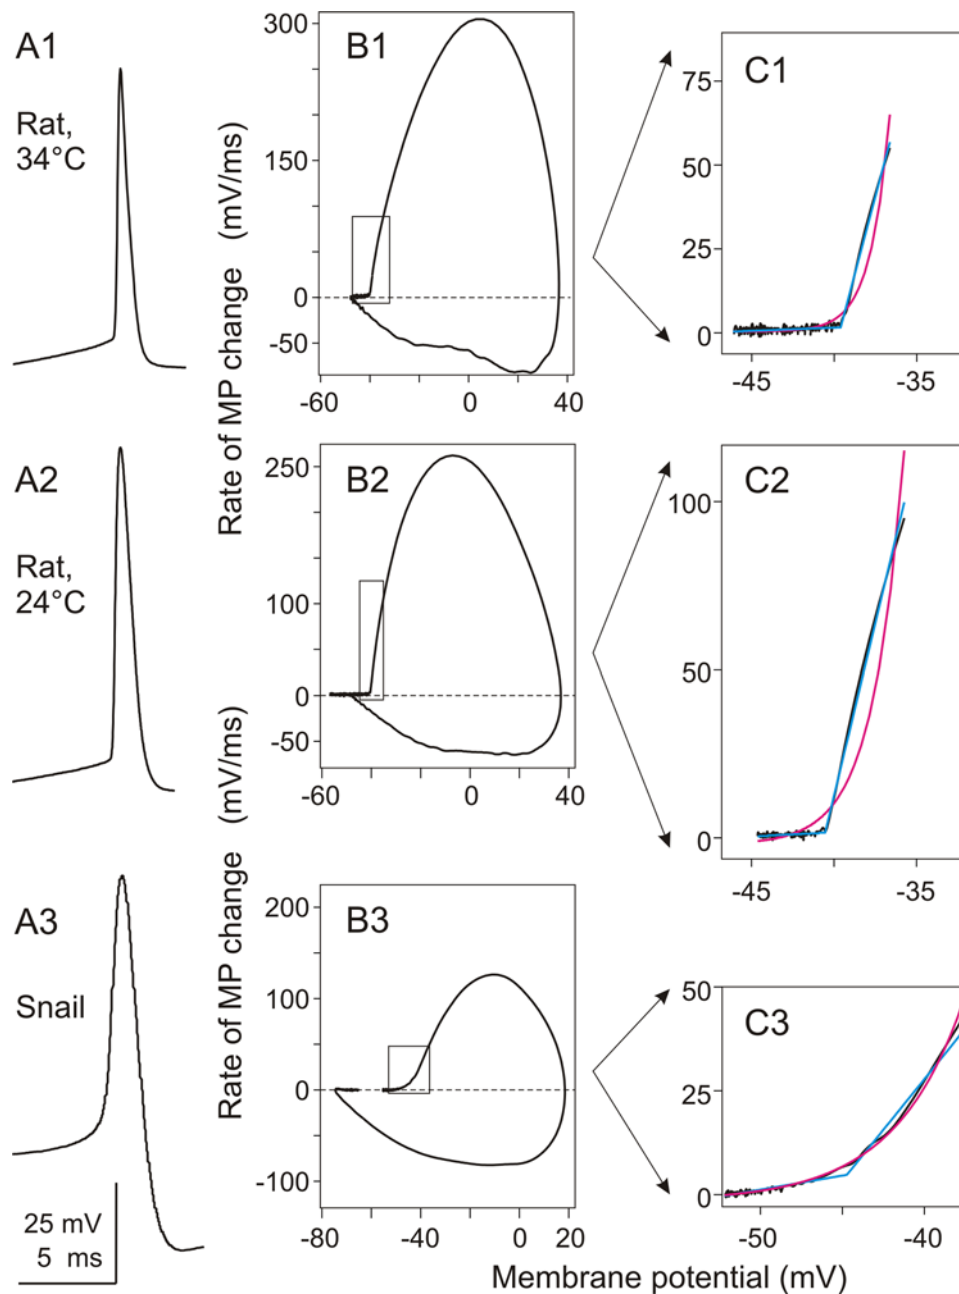 A1
Rat,
34°C
B1
300
150
0
-50
-60
0
40
C1
75
50
25
0
-45
-35
Rate of MP change (mV/ms)
A2
Rat,
24°C
B2
250
100
0
-50
-60
0
40
C2
100
50
0
-45
-35
Rate of MP change (mV/ms)
A3
Snail
25 mV
5 ms
B3
200
100
0
-100
-80
-40
0
20
C3
50
25
0
-50
-40
Membrane potential (mV)